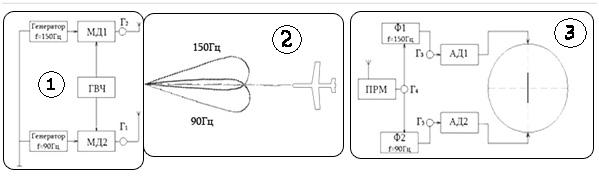 Генератор
f=150Гц
МД1
Г₂
1
ГВЧ
Генератор
f=90Гц
МД2
Г₁
2
150Гц
90Гц
3
Ф1
f=150Гц
Г₃
АД1
ПРМ
Г₄
Ф2
f=90Гц
Г₃
АД2